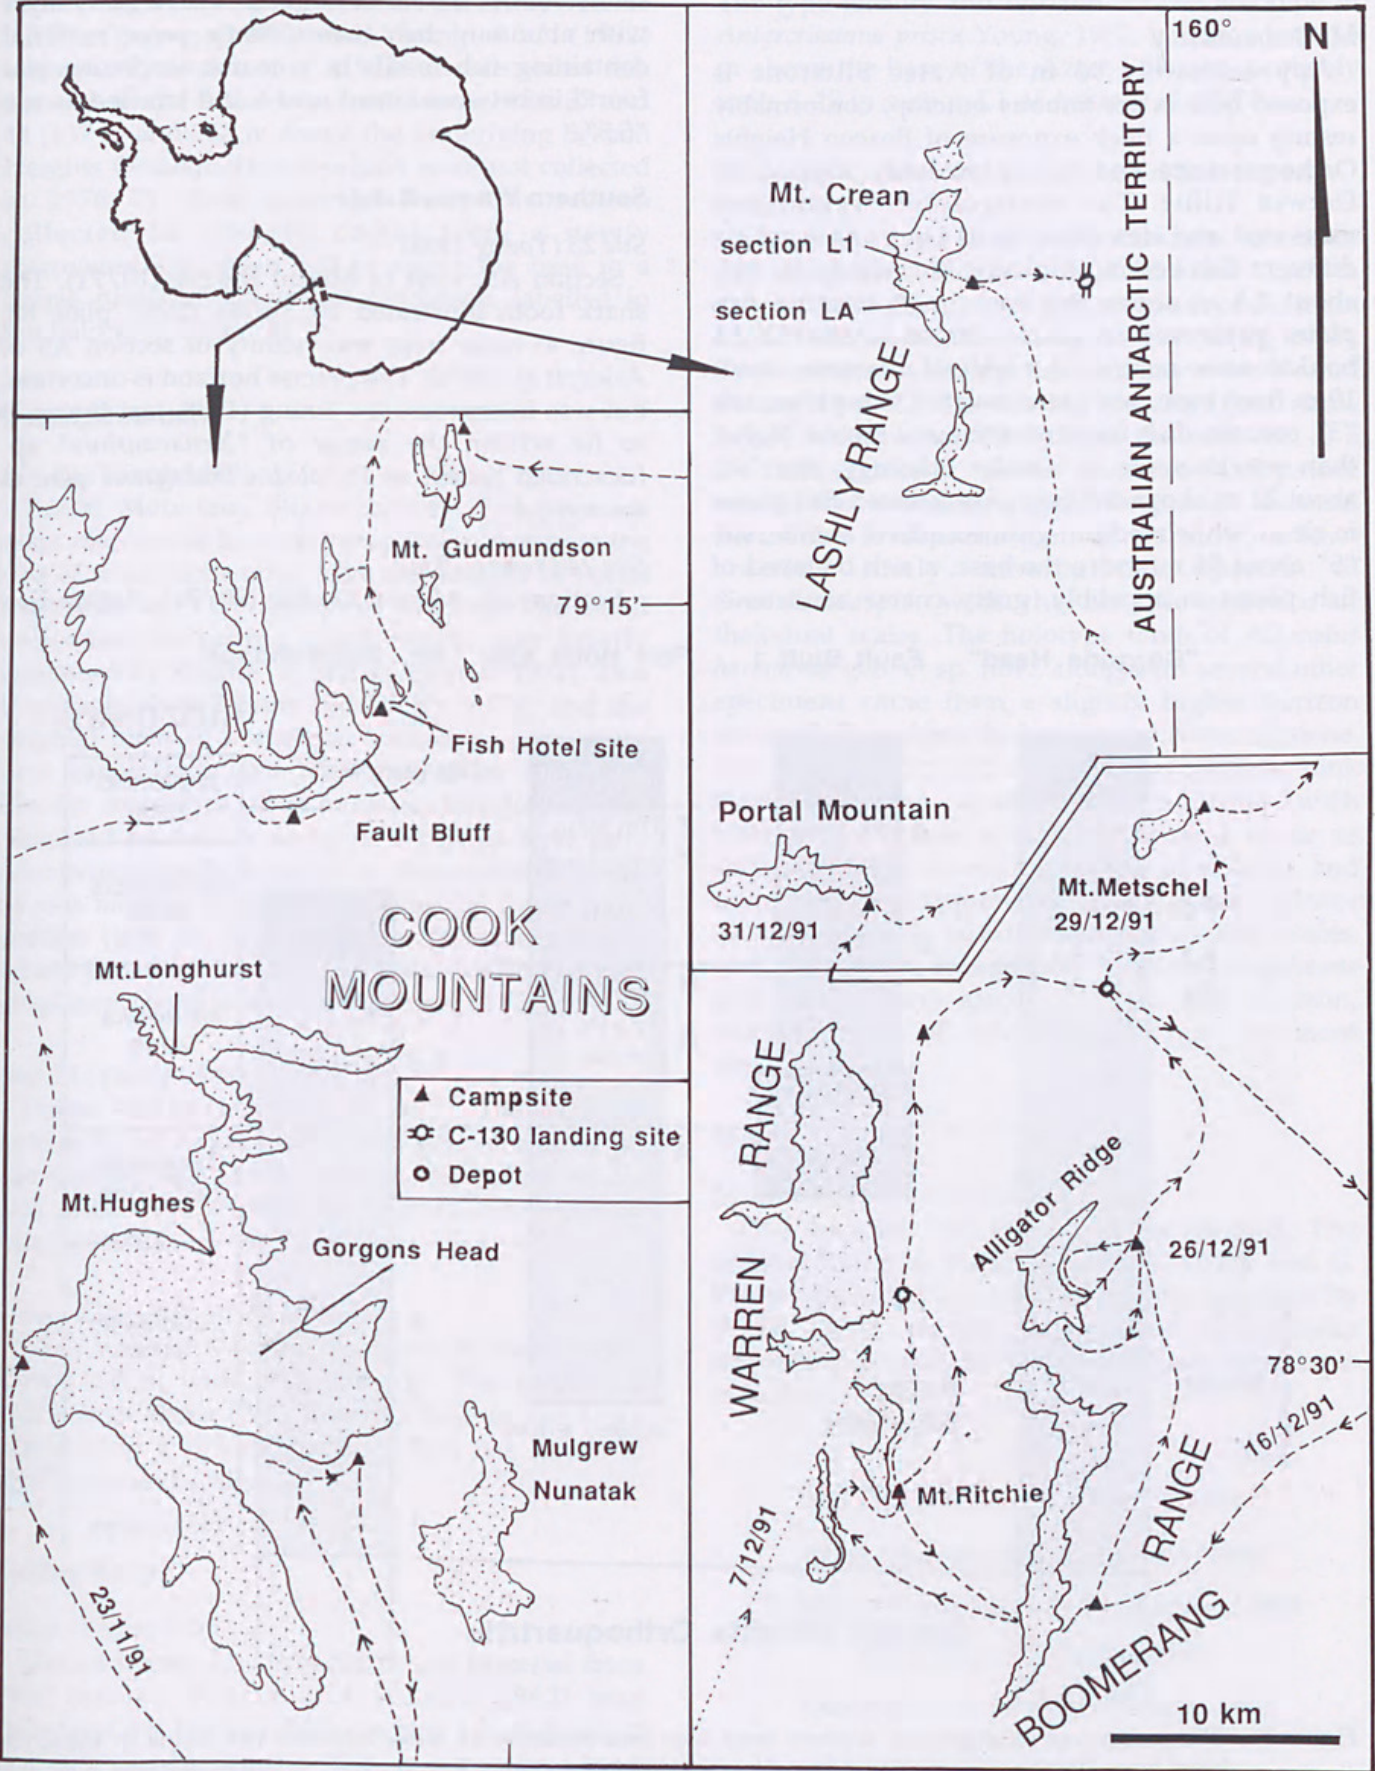 160°
N
Mt. Crean
section L1
section LA
LASHLY RANGE
AUSTRALIAN ANTARCTIC TERIRITORY
Mt. Gudmundson
79°15'
Fish Hotel site
Fault Bluff
COOK
MOUNTAINS
Mt.Longhurst
Campsite
C-130 landing site
Depot
Mt.Hughes
Gorgons Head
Mulgrew
Nunatak
23/11/91
Portal Mountain
31/12/91
Mt.Metschel
29/12/91
WARREN RANGE
Alligator Ridge
26/12/91
78°30'
16/12/91
Mt.Ritchie
7/12/91
BOOMERANG RANGE
10 km